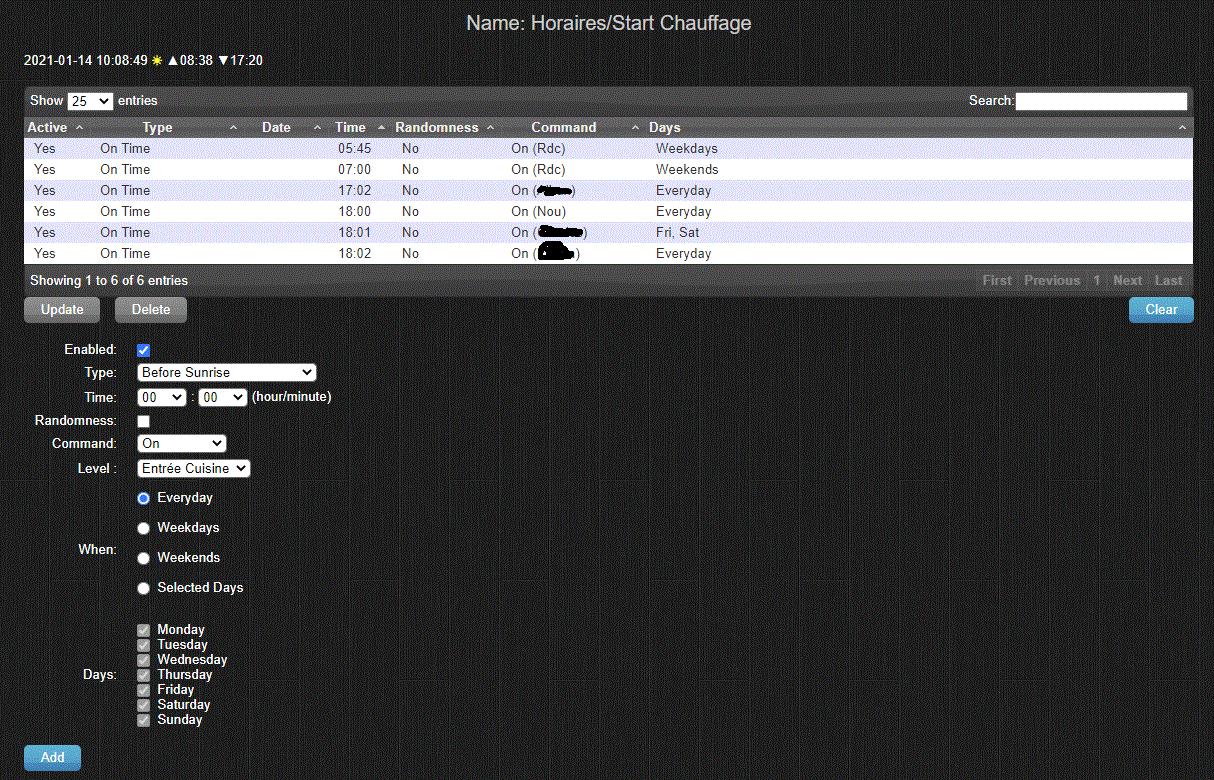 Name: Horaires/Start Chauffage
2021-01-14 10:08:49 ☀ ▲08:38 ▼17:20
Show 25 entries Search:
Active Type Date Time Randomness Command Days
Yes On Time 05:45 No On (Rdc) Weekdays
Yes On Time 07:00 No On (Rdc) Weekends
Yes On Time 17:02 No On ( ) Everyday
Yes On Time 18:00 No On (Nou) Everyday
Yes On Time 18:01 No On ( ) Fri, Sat
Yes On Time 18:02 No On ( ) Everyday
Showing 1 to 6 of 6 entries First Previous 1 Next Last
Update Delete Clear
Enabled:
Type: Before Sunrise
Time: 00 : 00 (hour/minute)
Randomness:
Command: On
Level : Entrée Cuisine
Everyday
Weekdays
When:
Weekends
Selected Days
Monday
Tuesday
Wednesday
Days: Thursday
Friday
Saturday
Sunday
Add